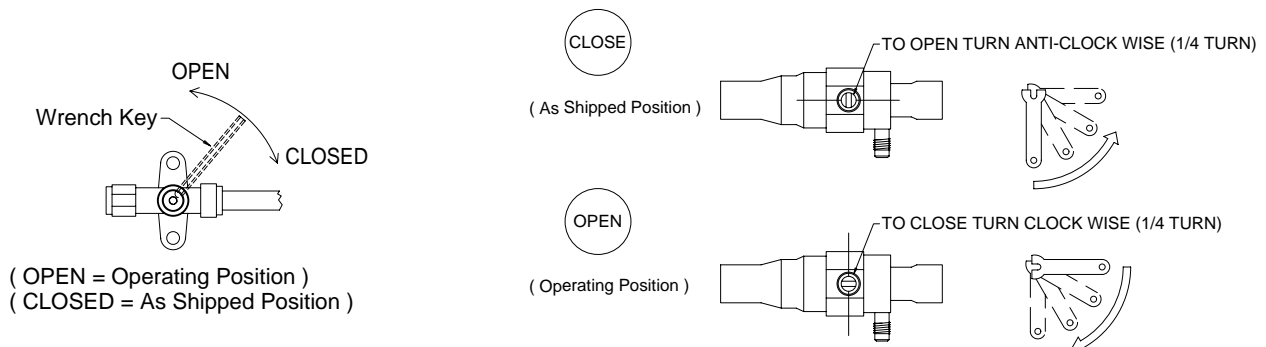 OPEN
Wrench Key
CLOSED
( OPEN = Operating Position )
( CLOSED = As Shipped Position )
CLOSE
( As Shipped Position )
TO OPEN TURN ANTI-CLOCK WISE (1/4 TURN)
OPEN
( Operating Position )
TO CLOSE TURN CLOCK WISE (1/4 TURN)